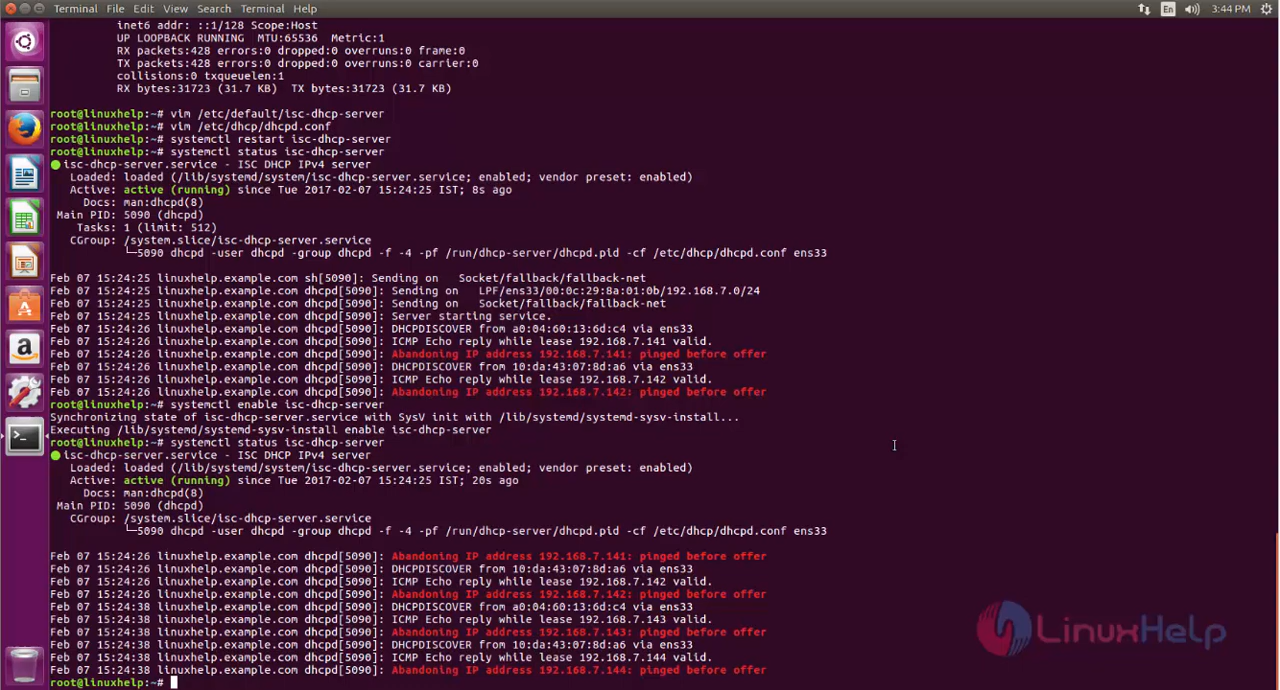 Terminal File Edit View Search Terminal Help En 3:44 PM
inet6 addr: ::1/128 Scope:Host
UP LOOPBACK RUNNING MTU:65536 Metric:1
RX packets:428 errors:0 dropped:0 overruns:0 frame:0
TX packets:428 errors:0 dropped:0 overruns:0 carrier:0
collisions:0 txqueuelen:1
RX bytes:31723 (31.7 KB) TX bytes:31723 (31.7 KB)
root@linuxhelp:~# vim /etc/default/isc-dhcp-server
root@linuxhelp:~# vim /etc/dhcp/dhcpd.conf
root@linuxhelp:~# systemctl restart isc-dhcp-server
root@linuxhelp:~# systemctl status isc-dhcp-server
● isc-dhcp-server.service - ISC DHCP IPv4 server
Loaded: loaded (/lib/systemd/system/isc-dhcp-server.service; enabled; vendor preset: enabled)
Active: active (running) since Tue 2017-02-07 15:24:25 IST; 8s ago
Docs: man:dhcpd(8)
Main PID: 5090 (dhcpd)
Tasks: 1 (limit: 512)
CGroup: /system.slice/isc-dhcp-server.service
└─5090 dhcpd -user dhcpd -group dhcpd -f -4 -pf /run/dhcp-server/dhcpd.pid -cf /etc/dhcp/dhcpd.conf ens33
Feb 07 15:24:25 linuxhelp.example.com sh[5090]: Sending on Socket/fallback/fallback-net
Feb 07 15:24:25 linuxhelp.example.com dhcpd[5090]: Sending on LPF/ens33/00:0c:29:8a:01:0b/192.168.7.0/24
Feb 07 15:24:25 linuxhelp.example.com dhcpd[5090]: Sending on Socket/fallback/fallback-net
Feb 07 15:24:25 linuxhelp.example.com dhcpd[5090]: Server starting service.
Feb 07 15:24:26 linuxhelp.example.com dhcpd[5090]: DHCPDISCOVER from a0:04:60:13:6d:c4 via ens33
Feb 07 15:24:26 linuxhelp.example.com dhcpd[5090]: ICMP Echo reply while lease 192.168.7.141 valid.
Feb 07 15:24:26 linuxhelp.example.com dhcpd[5090]: Abandoning IP address 192.168.7.141: pinged before offer
Feb 07 15:24:26 linuxhelp.example.com dhcpd[5090]: DHCPDISCOVER from 10:da:43:07:8d:a6 via ens33
Feb 07 15:24:26 linuxhelp.example.com dhcpd[5090]: ICMP Echo reply while lease 192.168.7.142 valid.
Feb 07 15:24:26 linuxhelp.example.com dhcpd[5090]: Abandoning IP address 192.168.7.142: pinged before offer
root@linuxhelp:~# systemctl enable isc-dhcp-server
Synchronizing state of isc-dhcp-server.service with SysV init with /lib/systemd/systemd-sysv-install...
Executing /lib/systemd/systemd-sysv-install enable isc-dhcp-server
root@linuxhelp:~# systemctl status isc-dhcp-server
● isc-dhcp-server.service - ISC DHCP IPv4 server
Loaded: loaded (/lib/systemd/system/isc-dhcp-server.service; enabled; vendor preset: enabled)
Active: active (running) since Tue 2017-02-07 15:24:25 IST; 20s ago
Docs: man:dhcpd(8)
Main PID: 5090 (dhcpd)
CGroup: /system.slice/isc-dhcp-server.service
└─5090 dhcpd -user dhcpd -group dhcpd -f -4 -pf /run/dhcp-server/dhcpd.pid -cf /etc/dhcp/dhcpd.conf ens33
Feb 07 15:24:26 linuxhelp.example.com dhcpd[5090]: Abandoning IP address 192.168.7.141: pinged before offer
Feb 07 15:24:26 linuxhelp.example.com dhcpd[5090]: DHCPDISCOVER from 10:da:43:07:8d:a6 via ens33
Feb 07 15:24:26 linuxhelp.example.com dhcpd[5090]: ICMP Echo reply while lease 192.168.7.142 valid.
Feb 07 15:24:26 linuxhelp.example.com dhcpd[5090]: Abandoning IP address 192.168.7.142: pinged before offer
Feb 07 15:24:38 linuxhelp.example.com dhcpd[5090]: DHCPDISCOVER from a0:04:60:13:6d:c4 via ens33
Feb 07 15:24:38 linuxhelp.example.com dhcpd[5090]: ICMP Echo reply while lease 192.168.7.143 valid.
Feb 07 15:24:38 linuxhelp.example.com dhcpd[5090]: Abandoning IP address 192.168.7.143: pinged before offer
Feb 07 15:24:38 linuxhelp.example.com dhcpd[5090]: DHCPDISCOVER from 10:da:43:07:8d:a6 via ens33
Feb 07 15:24:38 linuxhelp.example.com dhcpd[5090]: ICMP Echo reply while lease 192.168.7.144 valid.
Feb 07 15:24:38 linuxhelp.example.com dhcpd[5090]: Abandoning IP address 192.168.7.144: pinged before offer
root@linuxhelp:~#
LinuxHelp